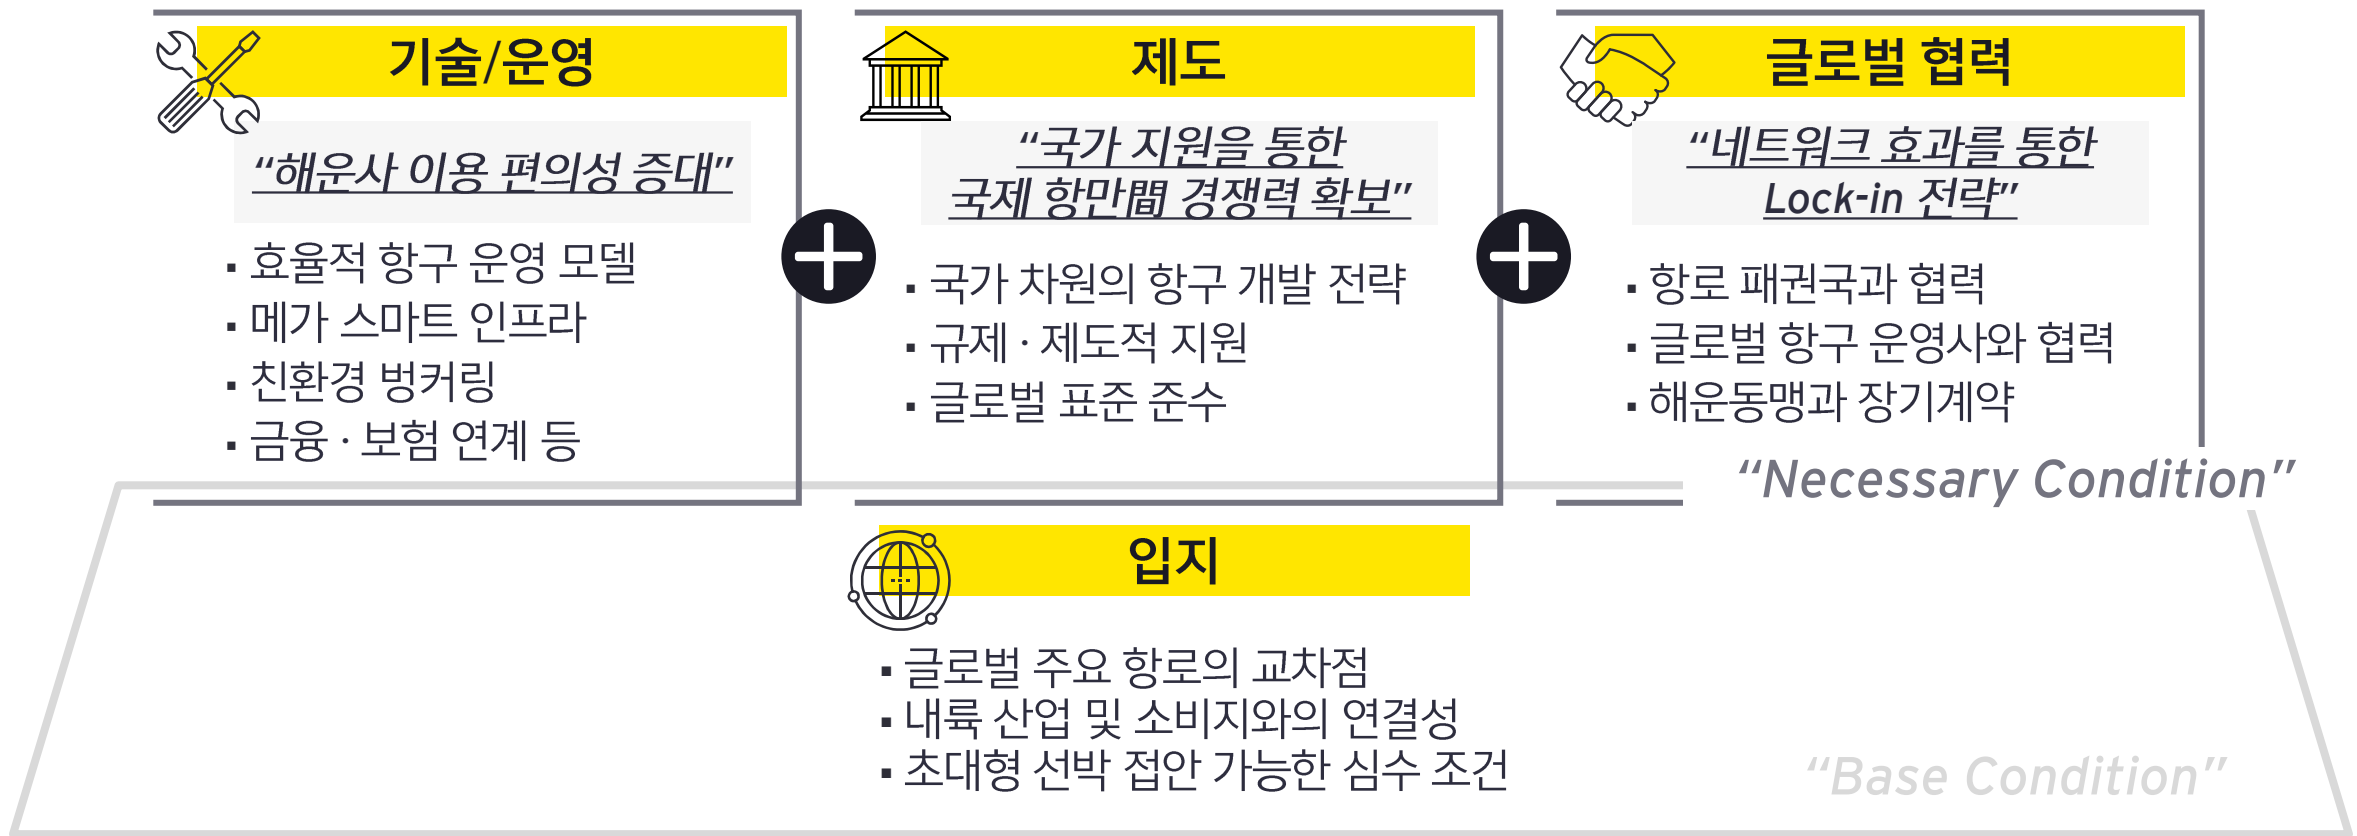 기술/운영
“해운사 이용 편의성 증대”
▪ 효율적 항구 운영 모델
▪ 메가 스마트 인프라
▪ 친환경 벙커링
▪ 금융 · 보험 연계 등
제도
“국가 지원을 통한
국제 항만間 경쟁력 확보”
▪ 국가 차원의 항구 개발 전략
▪ 규제 · 제도적 지원
▪ 글로벌 표준 준수
글로벌 협력
“네트워크 효과를 통한
Lock-in 전략”
▪ 항로 패권국과 협력
▪ 글로벌 항구 운영사와 협력
▪ 해운동맹과 장기계약
“Necessary Condition”
입지
▪ 글로벌 주요 항로의 교차점
▪ 내륙 산업 및 소비지와의 연결성
▪ 초대형 선박 접안 가능한 심수 조건
“Base Condition”